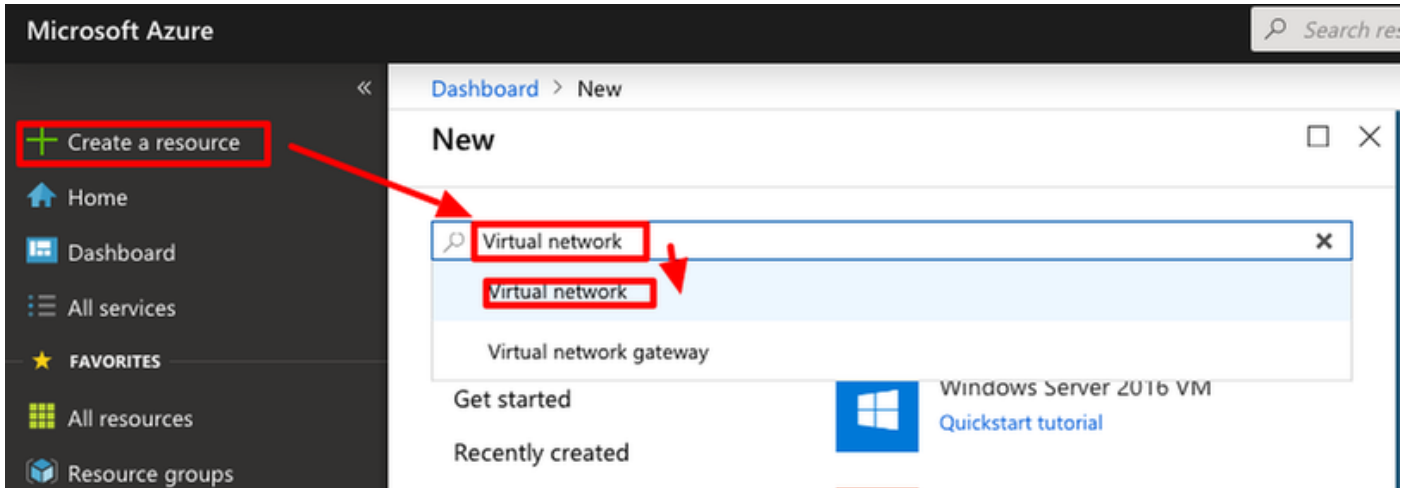 Microsoft Azure
Search res
Dashboard > New
Create a resource
Home
Dashboard
All services
FAVORITES
All resources
Resource groups
New
Virtual network
Virtual network
Virtual network gateway
Get started
Recently created
Windows Server 2016 VM
Quickstart tutorial